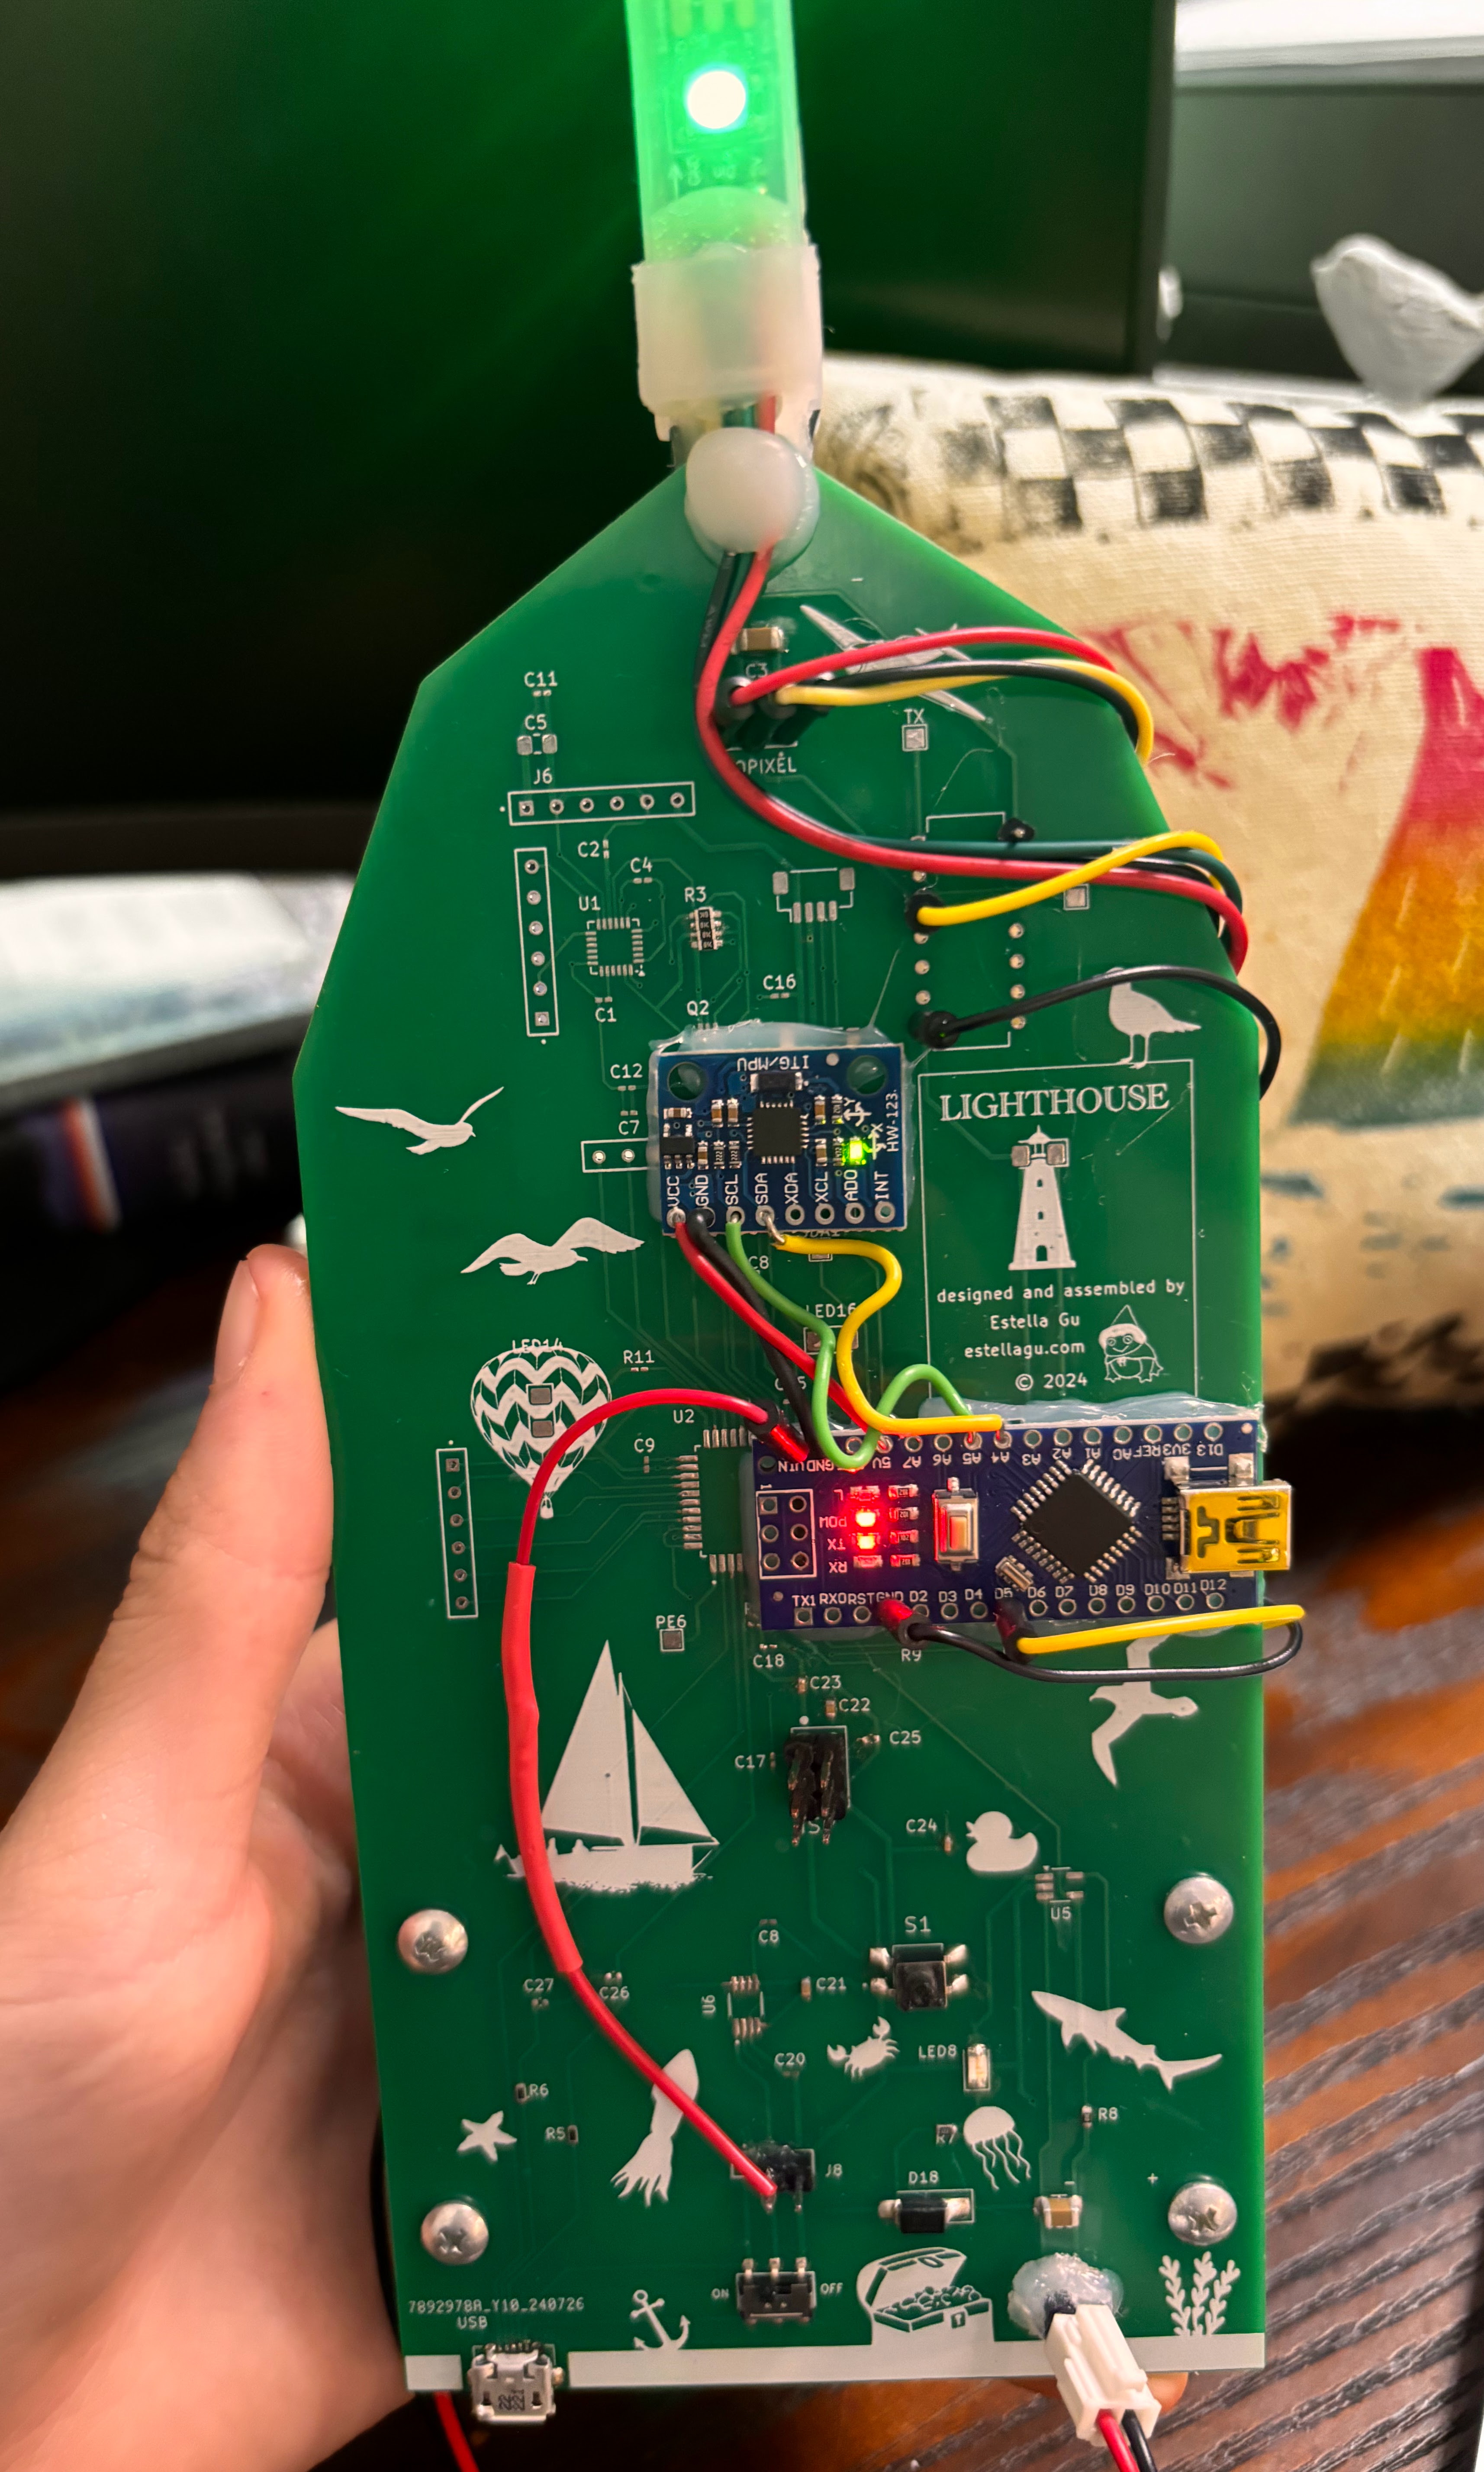 C3
C11
C5
TX
OPIXEL
J6
C2
C4
R3
U1
C16
C1
Q2
ITG/MPU
C12
C7
HW-123
Y
X
VCC
GND
SCL
SDA
XDA
XCL
AD0
INT
LIGHTHOUSE
designed and assembled by
Estella Gu
estellagu.com
© 2024
C8
LED16
LED14
R11
U2
C9
VIN
GND
5V
A7
A6
A5
A4
A3
A2
A1
A0
REF
3V3
D13
1
L
POW
TX
RX
TX1
RX0
RST
GND
D2
D3
D4
D5
D6
D7
D8
D9
D10
D11
D12
PE6
C18
R9
C23
C22
C25
C17
C24
U5
S1
C8
C27
C26
U6
C21
C20
LED8
R6
R5
R7
R8
J8
D18
+
ON
OFF
7892978A_Y10_240726
USB